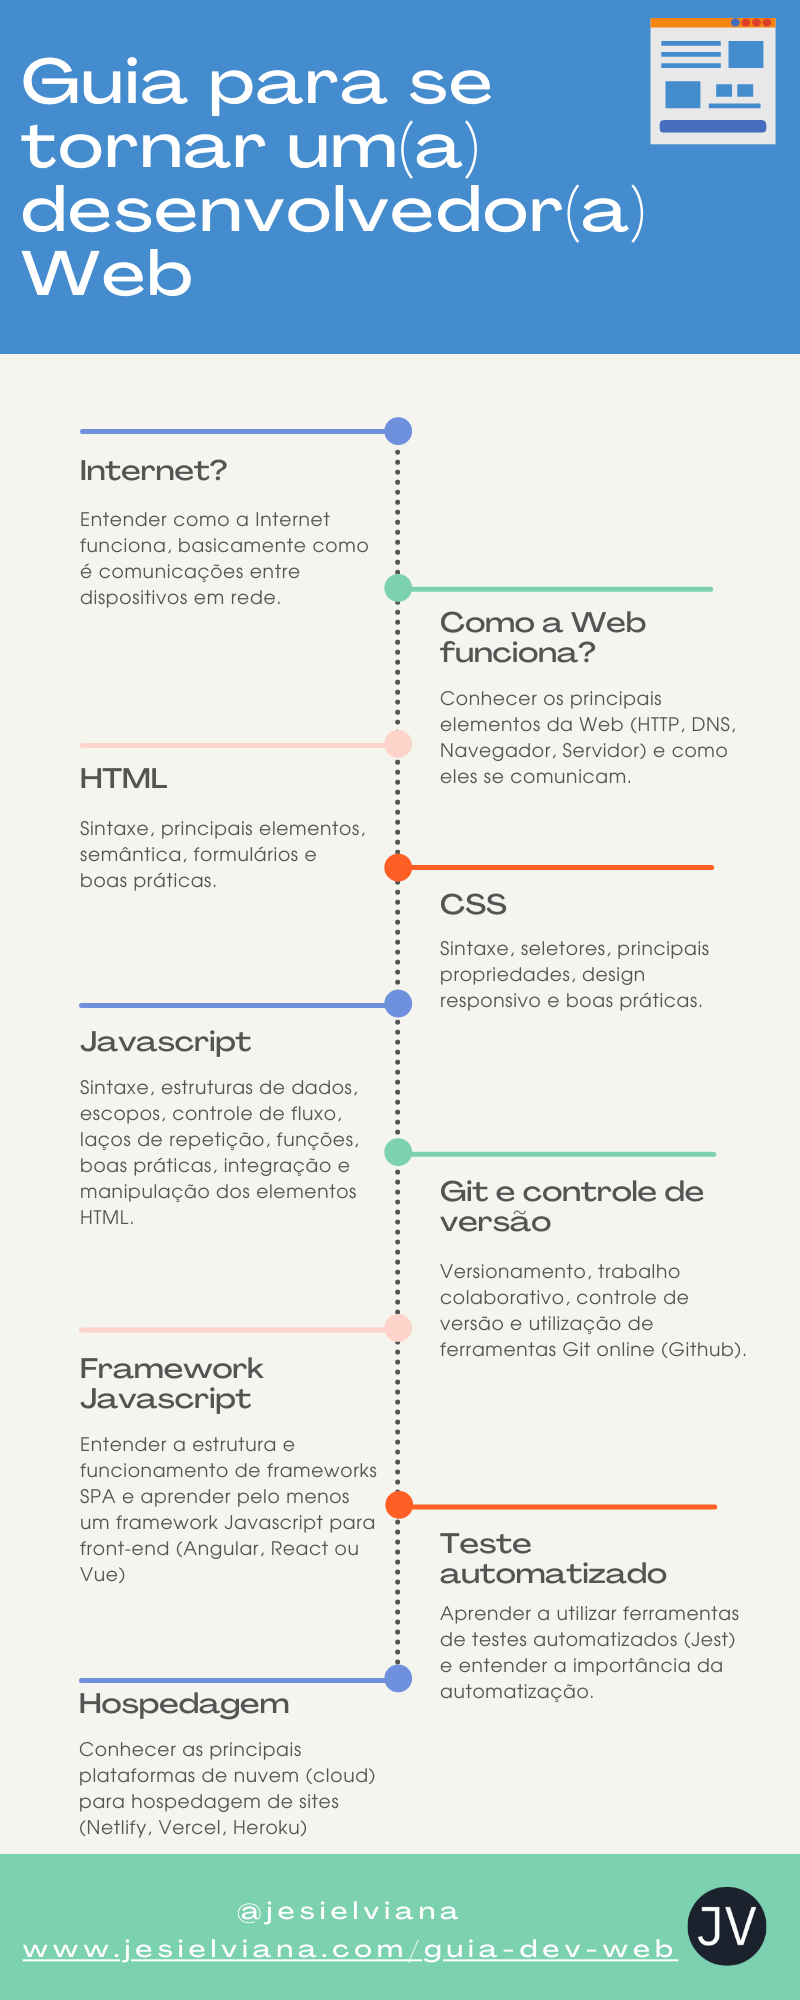 Guia para se
tornar um(a)
desenvolvedor(a)
Web
Internet?
Entender como a Internet
funciona, basicamente como
é comunicações entre
dispositivos em rede.
Como a Web
funciona?
Conhecer os principais
elementos da Web (HTTP, DNS,
Navegador, Servidor) e como
eles se comunicam.
HTML
Sintaxe, principais elementos,
semântica, formulários e
boas práticas.
CSS
Sintaxe, seletores, principais
propriedades, design
responsivo e boas práticas.
Javascript
Sintaxe, estruturas de dados,
escopos, controle de fluxo,
laços de repetição, funções,
boas práticas, integração e
manipulação dos elementos
HTML.
Git e controle de
versão
Versionamento, trabalho
colaborativo, controle de
versão e utilização de
ferramentas Git online (Github).
Framework
Javascript
Entender a estrutura e
funcionamento de frameworks
SPA e aprender pelo menos
um framework Javascript para
front-end (Angular, React ou
Vue)
Teste
automatizado
Aprender a utilizar ferramentas
de testes automatizados (Jest)
e entender a importância da
automatização.
Hospedagem
Conhecer as principais
plataformas de nuvem (cloud)
para hospedagem de sites
(Netlify, Vercel, Heroku)
@jesielviana
www.jesielviana.com/guia-dev-web
JV